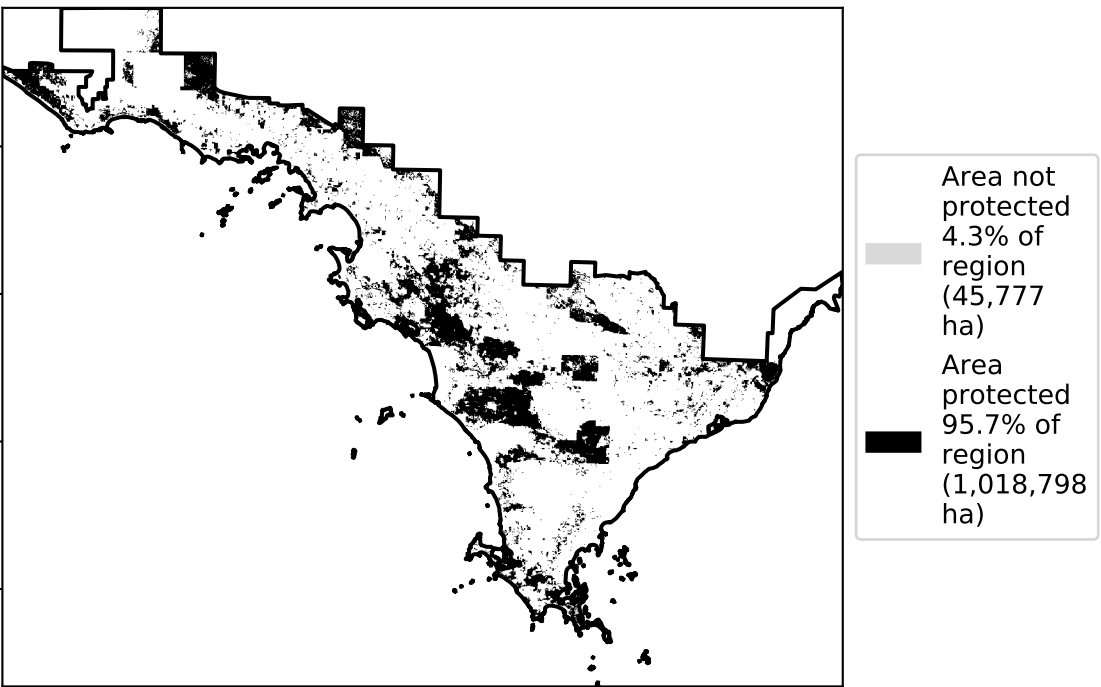 Area not
protected
4.3% of
region
(45,777
ha)
Area
protected
95.7% of
region
(1,018,798
ha)